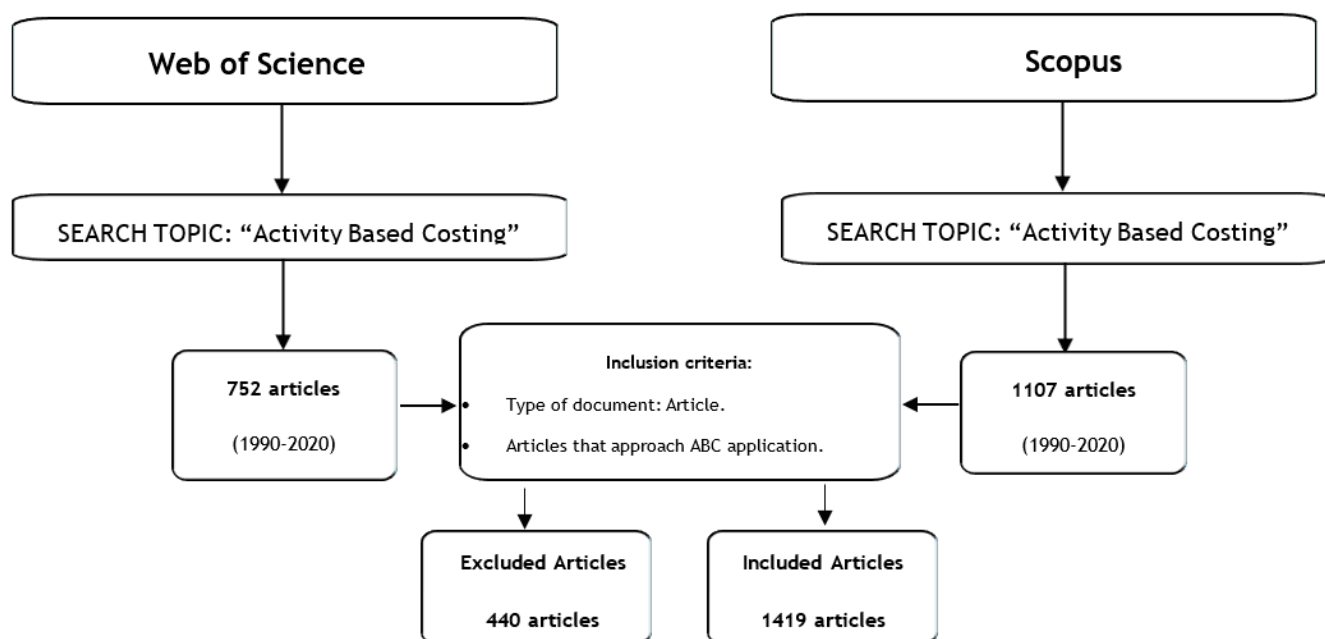 Web of Science
Scopus
SEARCH TOPIC: “Activity Based Costing”
SEARCH TOPIC: “Activity Based Costing”
752 articles
(1990-2020)
Inclusion criteria:
• Type of document: Article.
• Articles that approach ABC application.
1107 articles
(1990-2020)
Excluded Articles
440 articles
Included Articles
1419 articles